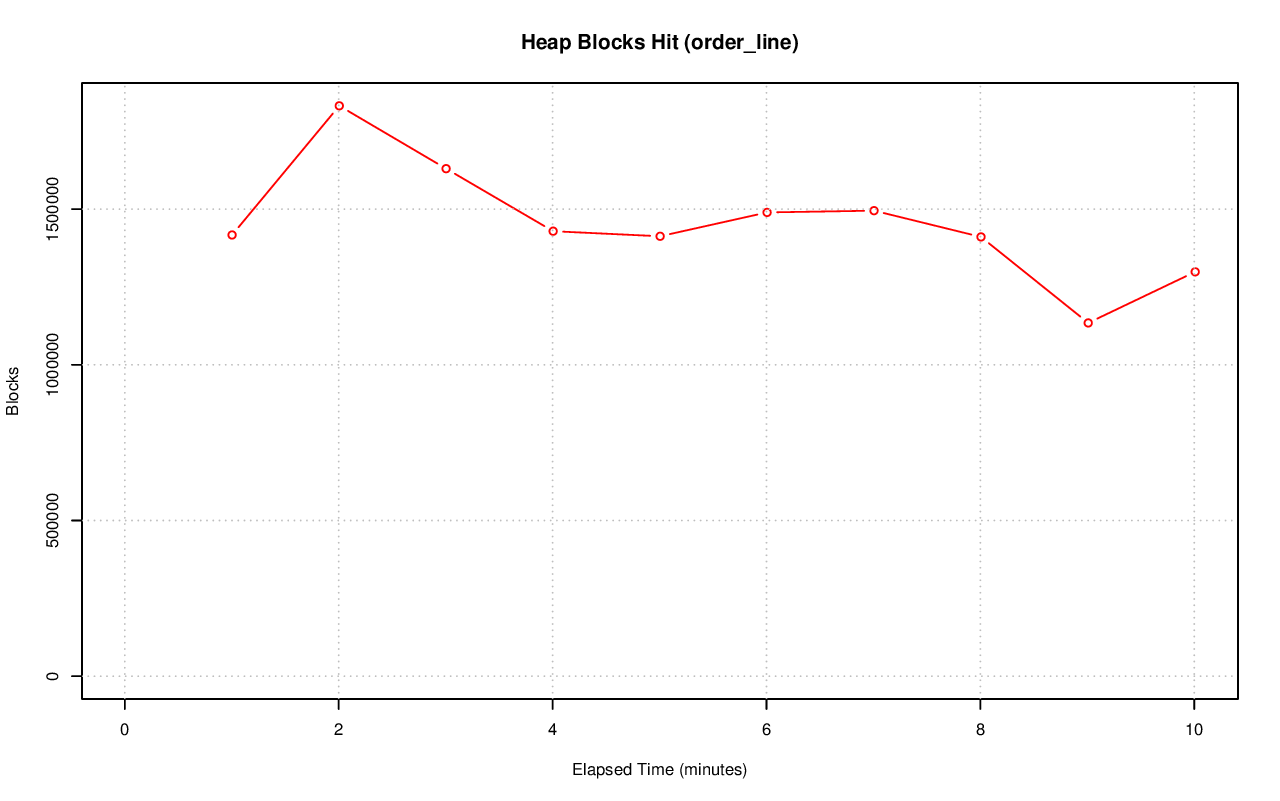 Heap Blocks Hit (order_line)
Blocks
1500000
1000000
500000
0
0 2 4 6 8 10
Elapsed Time (minutes)